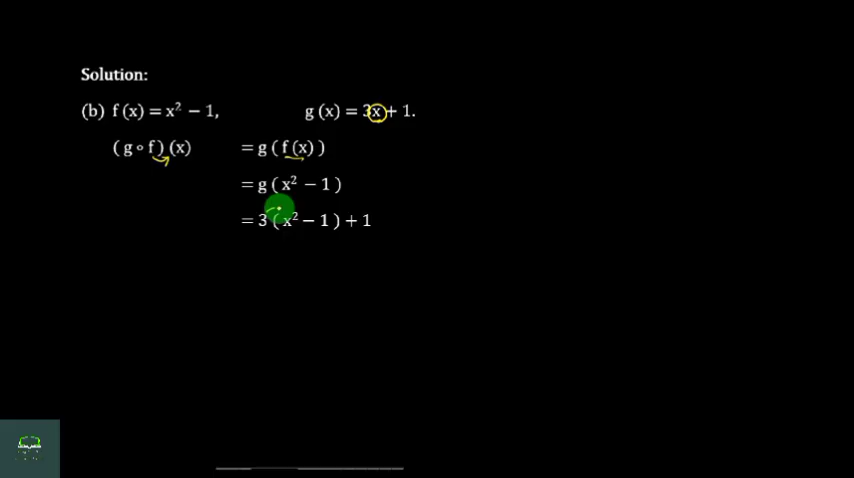 Solution:
(b) f (x) = x² − 1, g (x) = 3x + 1.
( g ∘ f ) (x) = g ( f (x) )
= g ( x² − 1 )
= 3 ( x² − 1 ) + 1